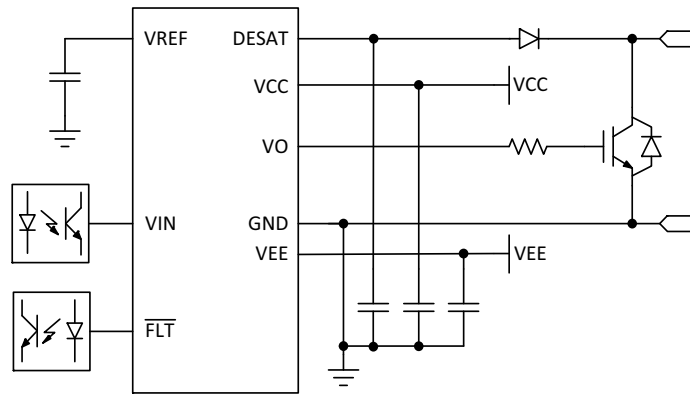 VREF
DESAT
VCC
VCC
VO
VIN
GND
VEE
VEE
FLT